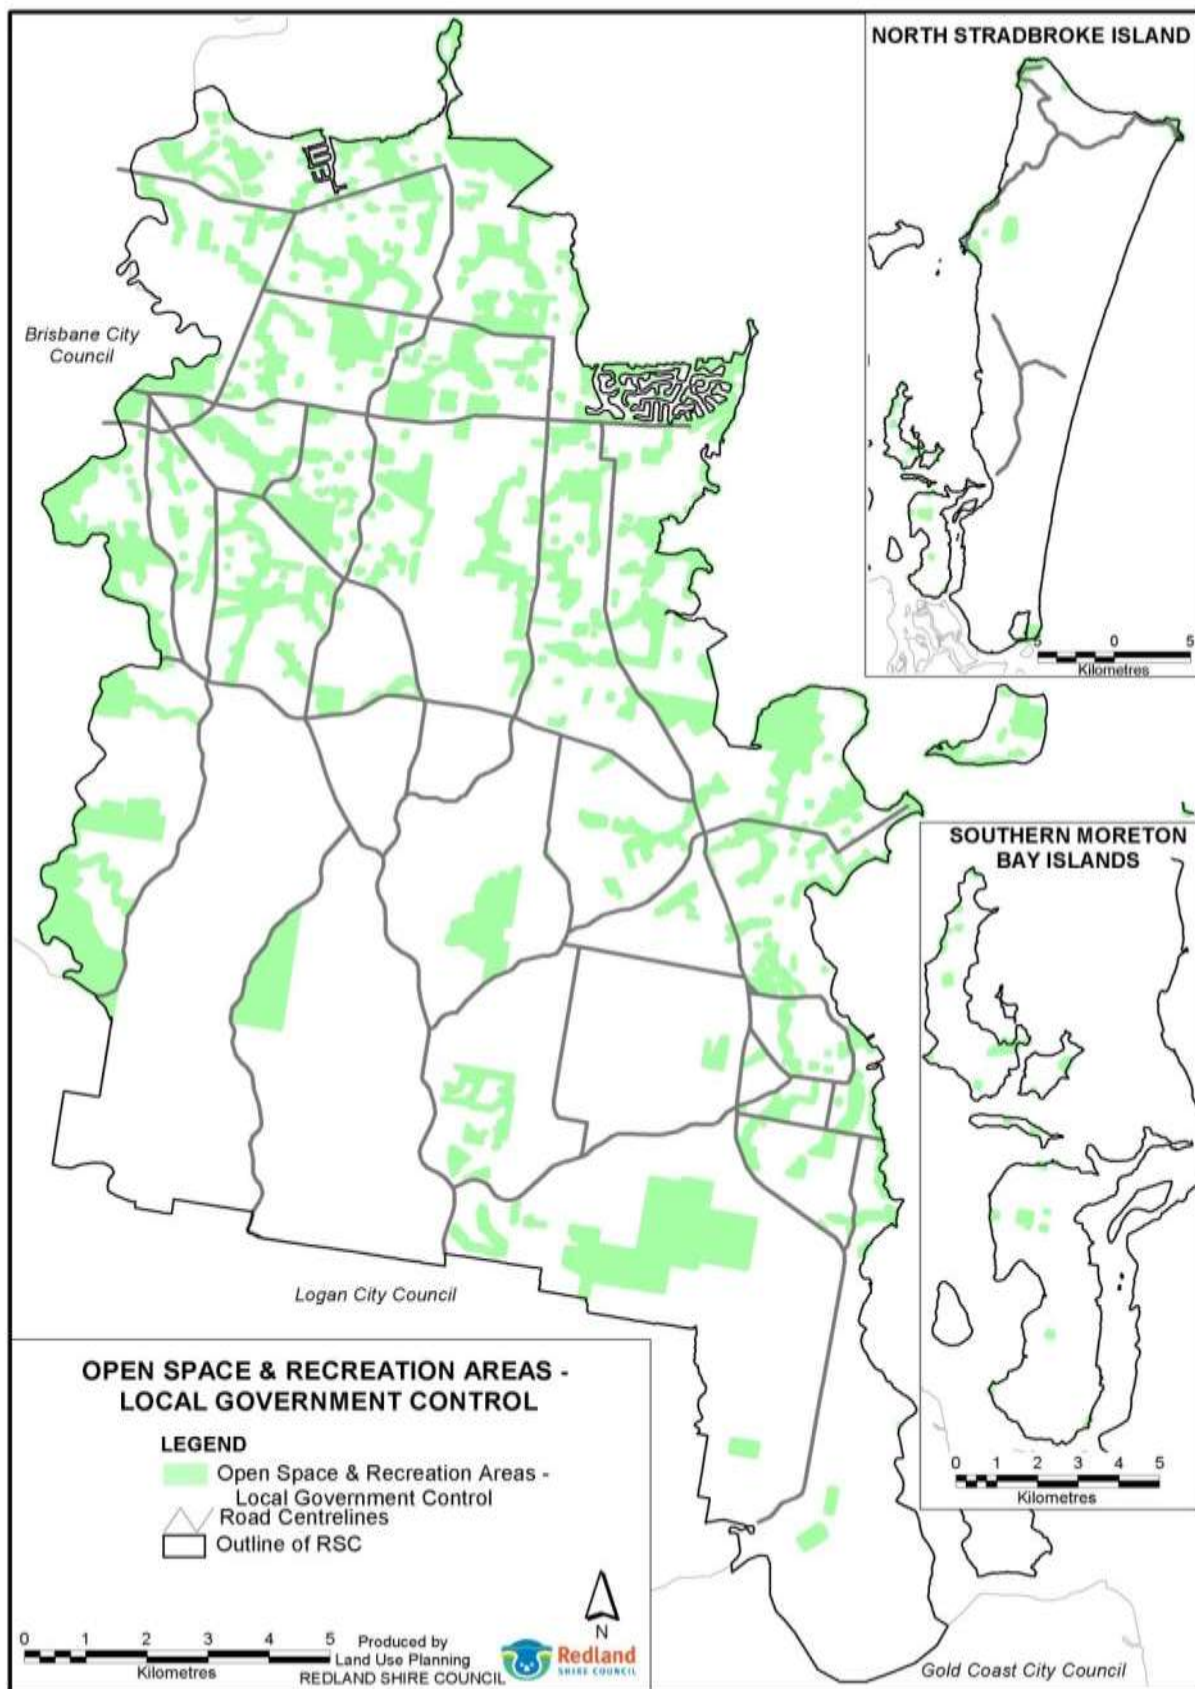 NORTH STRADBROKE ISLAND
Brisbane City
Council
5 0 5
Kilometres
SOUTHERN MORETON
BAY ISLANDS
0 1 2 3 4 5
Kilometres
Logan City Council
OPEN SPACE & RECREATION AREAS -
LOCAL GOVERNMENT CONTROL
LEGEND
Open Space & Recreation Areas -
Local Government Control
Road Centrelines
Outline of RSC
N
0 1 2 3 4 5
Kilometres
Produced by
Land Use Planning
REDLAND SHIRE COUNCIL
Redland
SHIRE COUNCIL
Gold Coast City Council